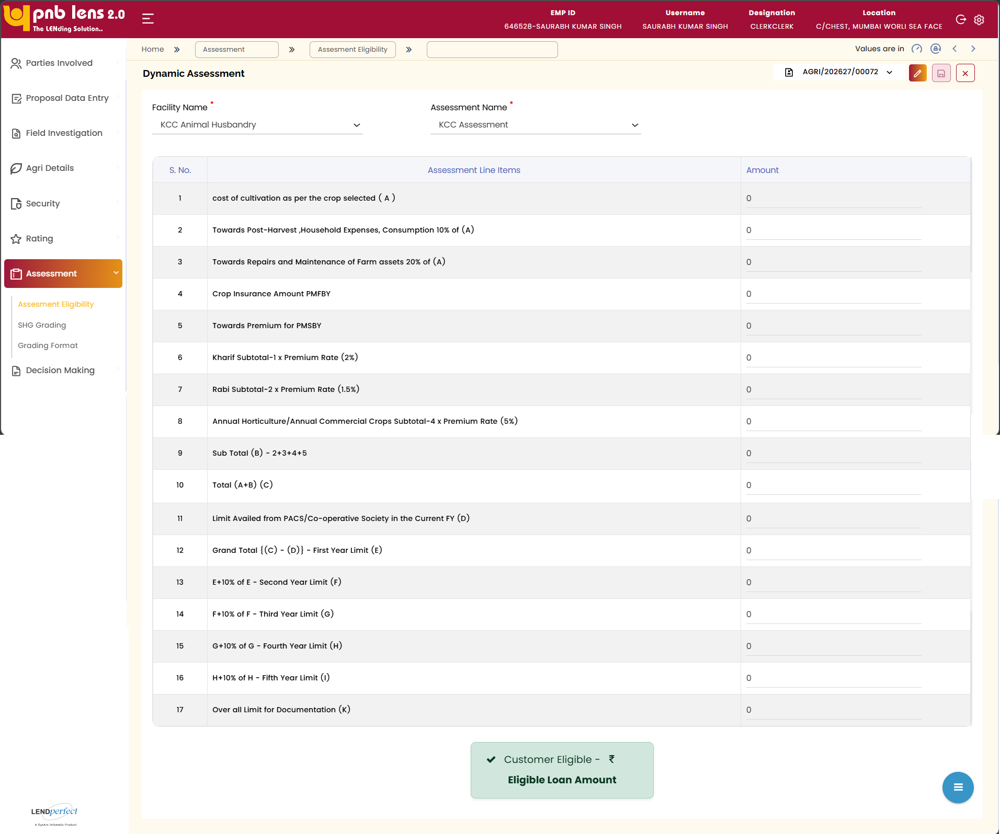 pnb lens 2.0
The LENding Solution..
EMP ID
646528-SAURABH KUMAR SINGH
Username
SAURABH KUMAR SINGH
Designation
CLERKCLERK
Location
C/CHEST, MUMBAI WORLI SEA FACE
Home
Assessment
Assesment Eligibility
Values are in
Parties Involved
Proposal Data Entry
Field Investigation
Agri Details
Security
Rating
Assessment
Assesment Eligibility
SHG Grading
Grading Format
Decision Making
Dynamic Assessment
AGRI/202627/00072
Facility Name *
KCC Animal Husbandry
Assessment Name *
KCC Assessment
S. No. Assessment Line Items Amount
1 cost of cultivation as per the crop selected ( A ) 0
2 Towards Post-Harvest ,Household Expenses, Consumption 10% of (A) 0
3 Towards Repairs and Maintenance of Farm assets 20% of (A) 0
4 Crop Insurance Amount PMFBY 0
5 Towards Premium for PMSBY 0
6 Kharif Subtotal-1 x Premium Rate (2%) 0
7 Rabi Subtotal-2 x Premium Rate (1.5%) 0
8 Annual Horticulture/Annual Commercial Crops Subtotal-4 x Premium Rate (5%) 0
9 Sub Total (B) - 2+3+4+5 0
10 Total (A+B) (C) 0
11 Limit Availed from PACS/Co-operative Society in the Current FY (D) 0
12 Grand Total {(C) - (D)} - First Year Limit (E) 0
13 E+10% of E - Second Year Limit (F) 0
14 F+10% of F - Third Year Limit (G) 0
15 G+10% of G - Fourth Year Limit (H) 0
16 H+10% of H - Fifth Year Limit (I) 0
17 Over all Limit for Documentation (K) 0
Customer Eligible - ₹
Eligible Loan Amount
LENDperfect
A SysArc Infomatix Product